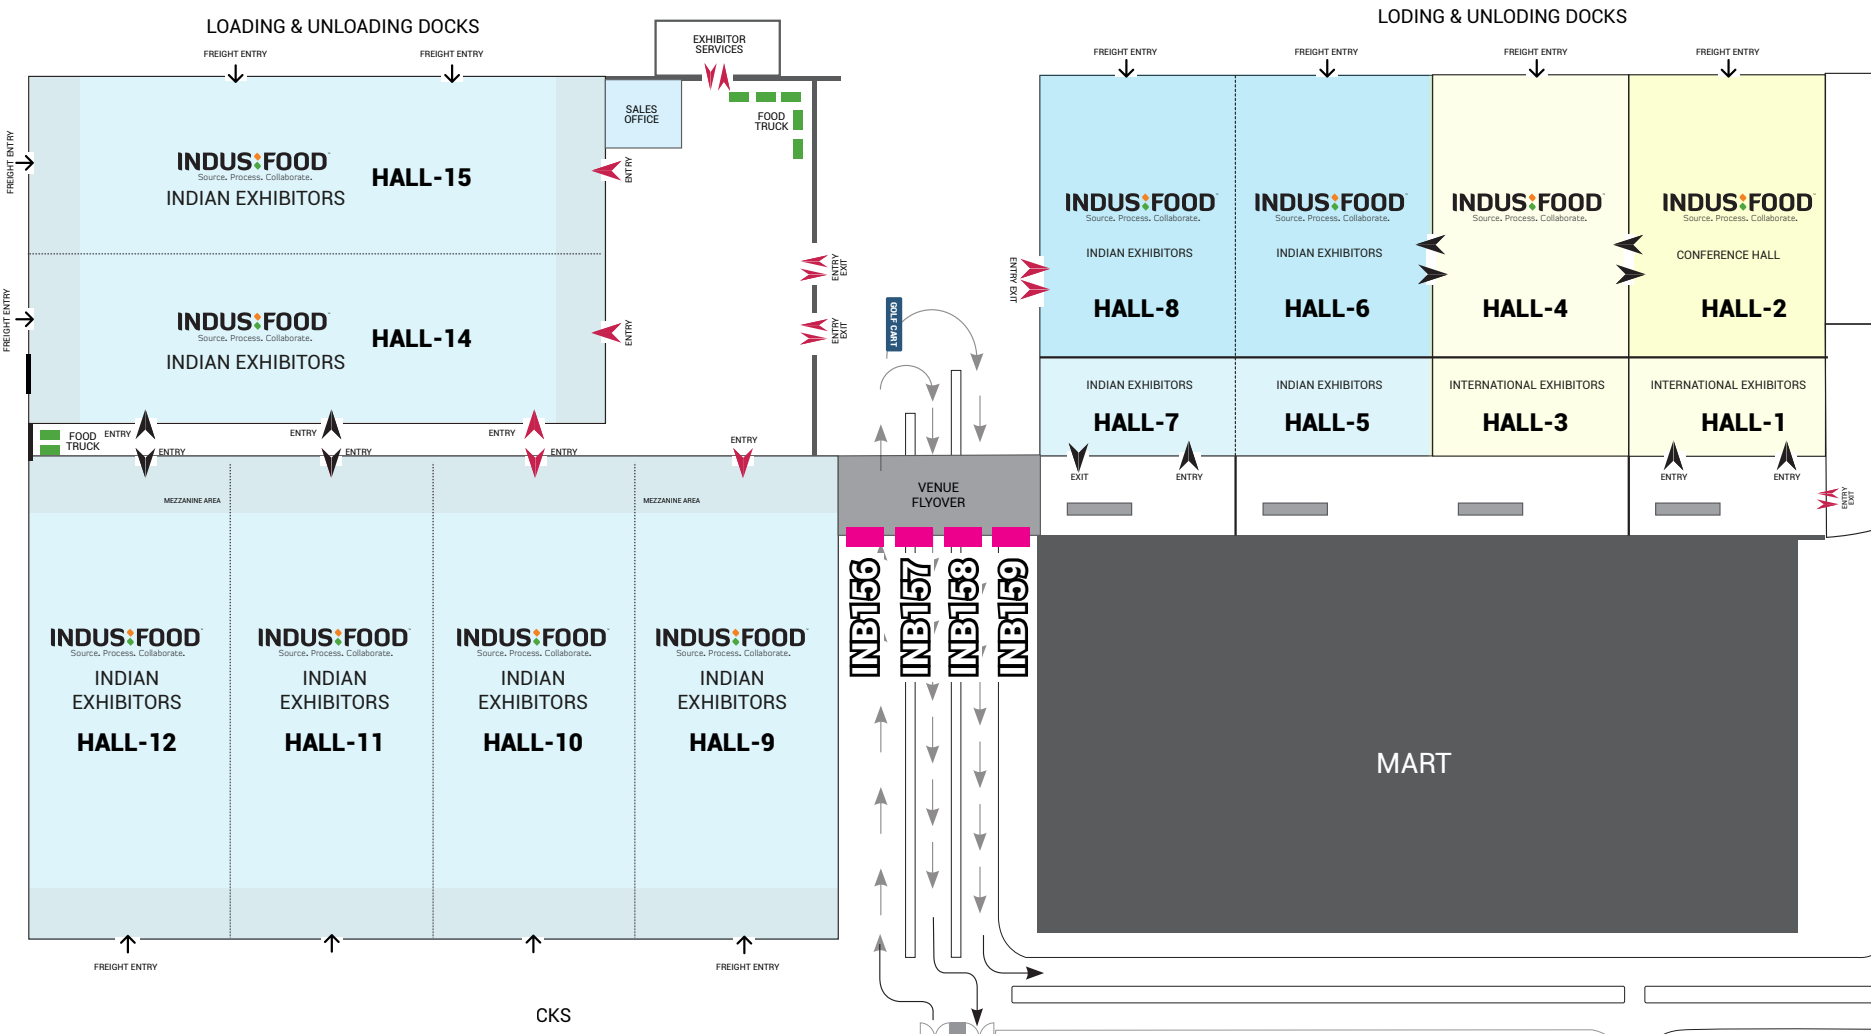 LOADING & UNLOADING DOCKS
FREIGHT ENTRY
FREIGHT ENTRY
EXHIBITOR
SERVICES
SALES
OFFICE
FOOD
TRUCK
FREIGHT ENTRY
INDUS FOOD
Source. Process. Collaborate.
INDIAN EXHIBITORS
HALL-15
ENTRY
FREIGHT ENTRY
INDUS FOOD
Source. Process. Collaborate.
INDIAN EXHIBITORS
HALL-14
ENTRY
ENTRY
EXIT
ENTRY
EXIT
GOLF CART
FOOD
TRUCK
ENTRY
ENTRY
ENTRY
ENTRY
ENTRY
ENTRY
ENTRY
MEZZANINE AREA
MEZZANINE AREA
INDUS FOOD
Source. Process. Collaborate.
INDIAN
EXHIBITORS
HALL-12
INDUS FOOD
Source. Process. Collaborate.
INDIAN
EXHIBITORS
HALL-11
INDUS FOOD
Source. Process. Collaborate.
INDIAN
EXHIBITORS
HALL-10
INDUS FOOD
Source. Process. Collaborate.
INDIAN
EXHIBITORS
HALL-9
FREIGHT ENTRY
FREIGHT ENTRY
CKS
VENUE
FLYOVER
INB156
INB157
INB158
INB159
LODING & UNLODING DOCKS
FREIGHT ENTRY
FREIGHT ENTRY
FREIGHT ENTRY
FREIGHT ENTRY
INDUS FOOD
Source. Process. Collaborate.
INDIAN EXHIBITORS
HALL-8
ENTRY EXIT
INDUS FOOD
Source. Process. Collaborate.
INDIAN EXHIBITORS
HALL-6
INDUS FOOD
Source. Process. Collaborate.
HALL-4
INDUS FOOD
Source. Process. Collaborate.
CONFERENCE HALL
HALL-2
INDIAN EXHIBITORS
HALL-7
INDIAN EXHIBITORS
HALL-5
INTERNATIONAL EXHIBITORS
HALL-3
INTERNATIONAL EXHIBITORS
HALL-1
EXIT
ENTRY
ENTRY
ENTRY
ENTRY
EXIT
MART